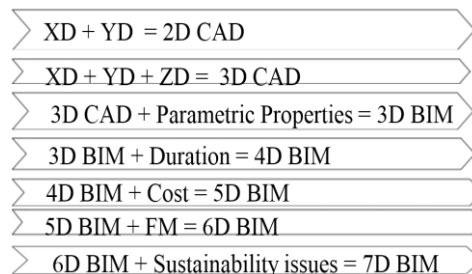 XD + YD = 2D CAD
XD + YD + ZD = 3D CAD
3D CAD + Parametric Properties = 3D BIM
3D BIM + Duration = 4D BIM
4D BIM + Cost = 5D BIM
5D BIM + FM = 6D BIM
6D BIM + Sustainability issues = 7D BIM